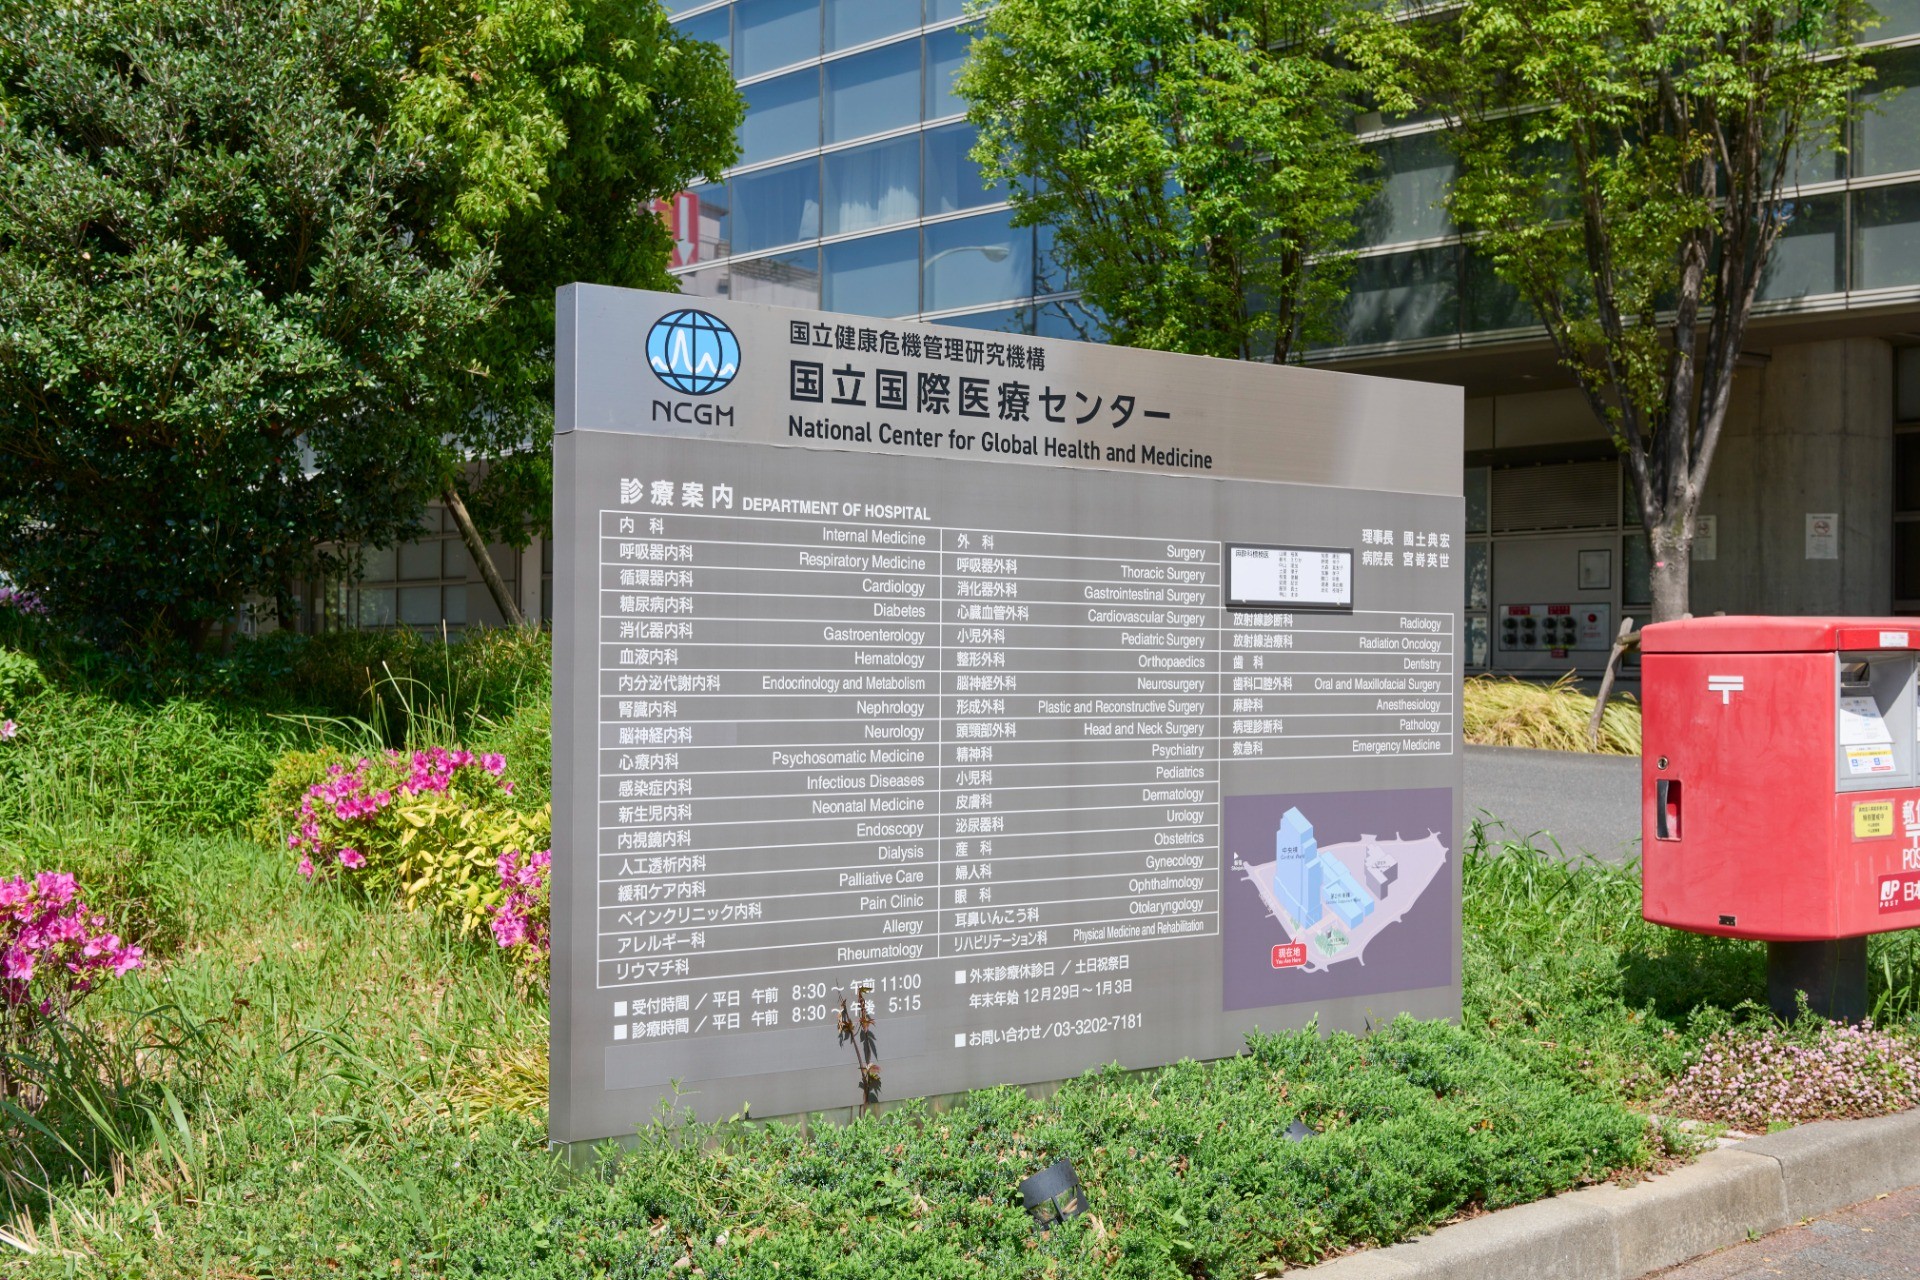 NCGM
国立健康危機管理研究機構
国立国際医療センター
National Center for Global Health and Medicine
診療案内 DEPARTMENT OF HOSPITAL
内 科 Internal Medicine
呼吸器内科 Respiratory Medicine
循環器内科 Cardiology
糖尿病内科 Diabetes
消化器内科 Gastroenterology
血液内科 Hematology
内分泌代謝内科 Endocrinology and Metabolism
腎臓内科 Nephrology
脳神経内科 Neurology
心療内科 Psychosomatic Medicine
感染症内科 Infectious Diseases
新生児内科 Neonatal Medicine
内視鏡内科 Endoscopy
人工透析内科 Dialysis
緩和ケア内科 Palliative Care
ペインクリニック内科 Pain Clinic
アレルギー科 Allergy
リウマチ科 Rheumatology
外 科 Surgery
呼吸器外科 Thoracic Surgery
消化器外科 Gastrointestinal Surgery
心臓血管外科 Cardiovascular Surgery
小児外科 Pediatric Surgery
整形外科 Orthopaedics
脳神経外科 Neurosurgery
形成外科 Plastic and Reconstructive Surgery
頭頸部外科 Head and Neck Surgery
精神科 Psychiatry
小児科 Pediatrics
皮膚科 Dermatology
泌尿器科 Urology
産 科 Obstetrics
婦人科 Gynecology
眼 科 Ophthalmology
耳鼻いんこう科 Otolaryngology
リハビリテーション科 Physical Medicine and Rehabilitation
理事長 國土典宏
病院長 宮嵜英世
放射線診断科 Radiology
放射線治療科 Radiation Oncology
歯 科 Dentistry
歯科口腔外科 Oral and Maxillofacial Surgery
麻酔科 Anesthesiology
病理診断科 Pathology
救急科 Emergency Medicine
現在地
You Are Here
■ 受付時間 ／ 平日 午前 8:30 ～ 午前 11:00
■ 診療時間 ／ 平日 午前 8:30 ～ 午後 5:15
■ 外来診療休診日 ／ 土日祝祭日
年末年始 12月29日～1月3日
■ お問い合わせ／03-3202-7181
〒
郵
POS
JP
POST
日